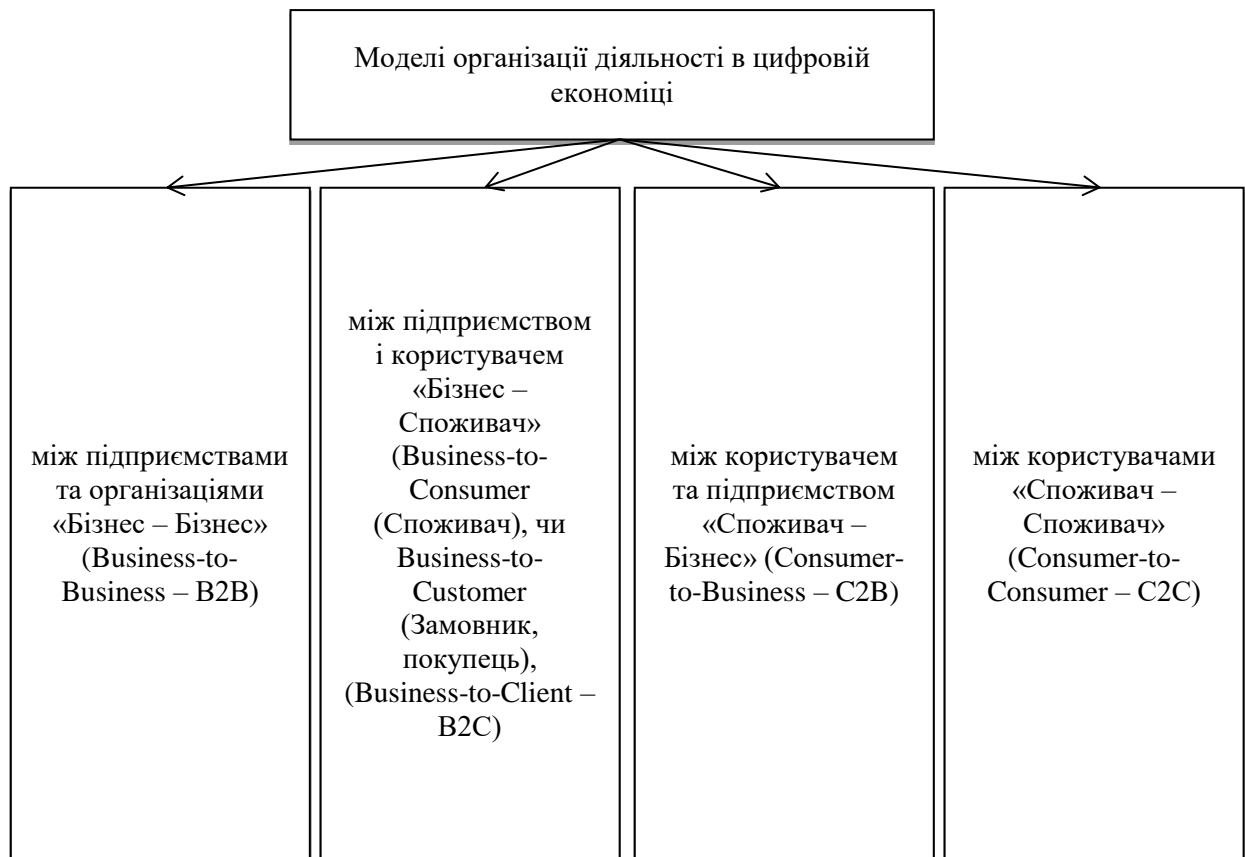 Моделі організації діяльності в цифровій
економіці
між підприємствами
та організаціями
«Бізнес – Бізнес»
(Business-to-
Business – B2B)
між підприємством
і користувачем
«Бізнес –
Споживач»
(Business-to-
Consumer
(Споживач), чи
Business-to-
Customer
(Замовник,
покупець),
(Business-to-Client –
B2C)
між користувачем
та підприємством
«Споживач –
Бізнес» (Consumer-
to-Business – C2B)
між користувачами
«Споживач –
Споживач»
(Consumer-to-
Consumer – C2C)